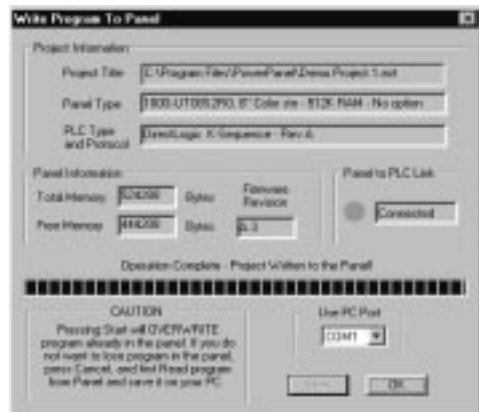 Write Program To Panel
Project Information
Project Title C:\Program Files\PowerPanel\Demo Project 1.
Panel Type 8" Color - 512K RAM - No option
PLC Type
and Protocol DirectLogic K-Sequence - Rev A
Panel Information
Total Memory 524288 Bytes
Firmware
Revision
Free Memory Bytes
Panel to PLC Link
Connected
Operation Complete - Project Written to the Panel!
CAUTION
Pressing Start will OVERWRITE
program already in the panel. If you do
not want to lose program in the panel,
press Cancel, and first Read program
from Panel and save it on your PC
Use PC Port
COM1
OK